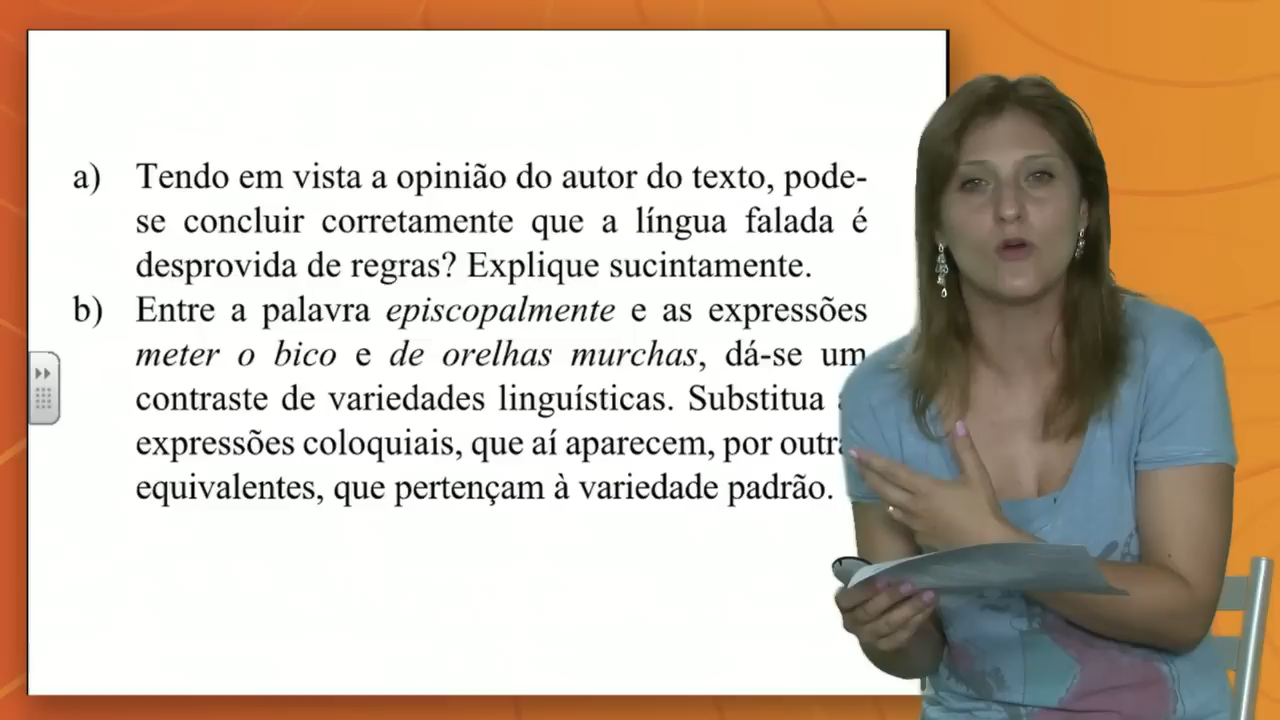 a) Tendo em vista a opinião do autor do texto, pode-
se concluir corretamente que a língua falada é
desprovida de regras? Explique sucintamente.
b) Entre a palavra episcopalmente e as expressões
meter o bico e de orelhas murchas, dá-se um
contraste de variedades linguísticas. Substitua
expressões coloquiais, que aí aparecem, por
equivalentes, que pertençam à variedade padrão.